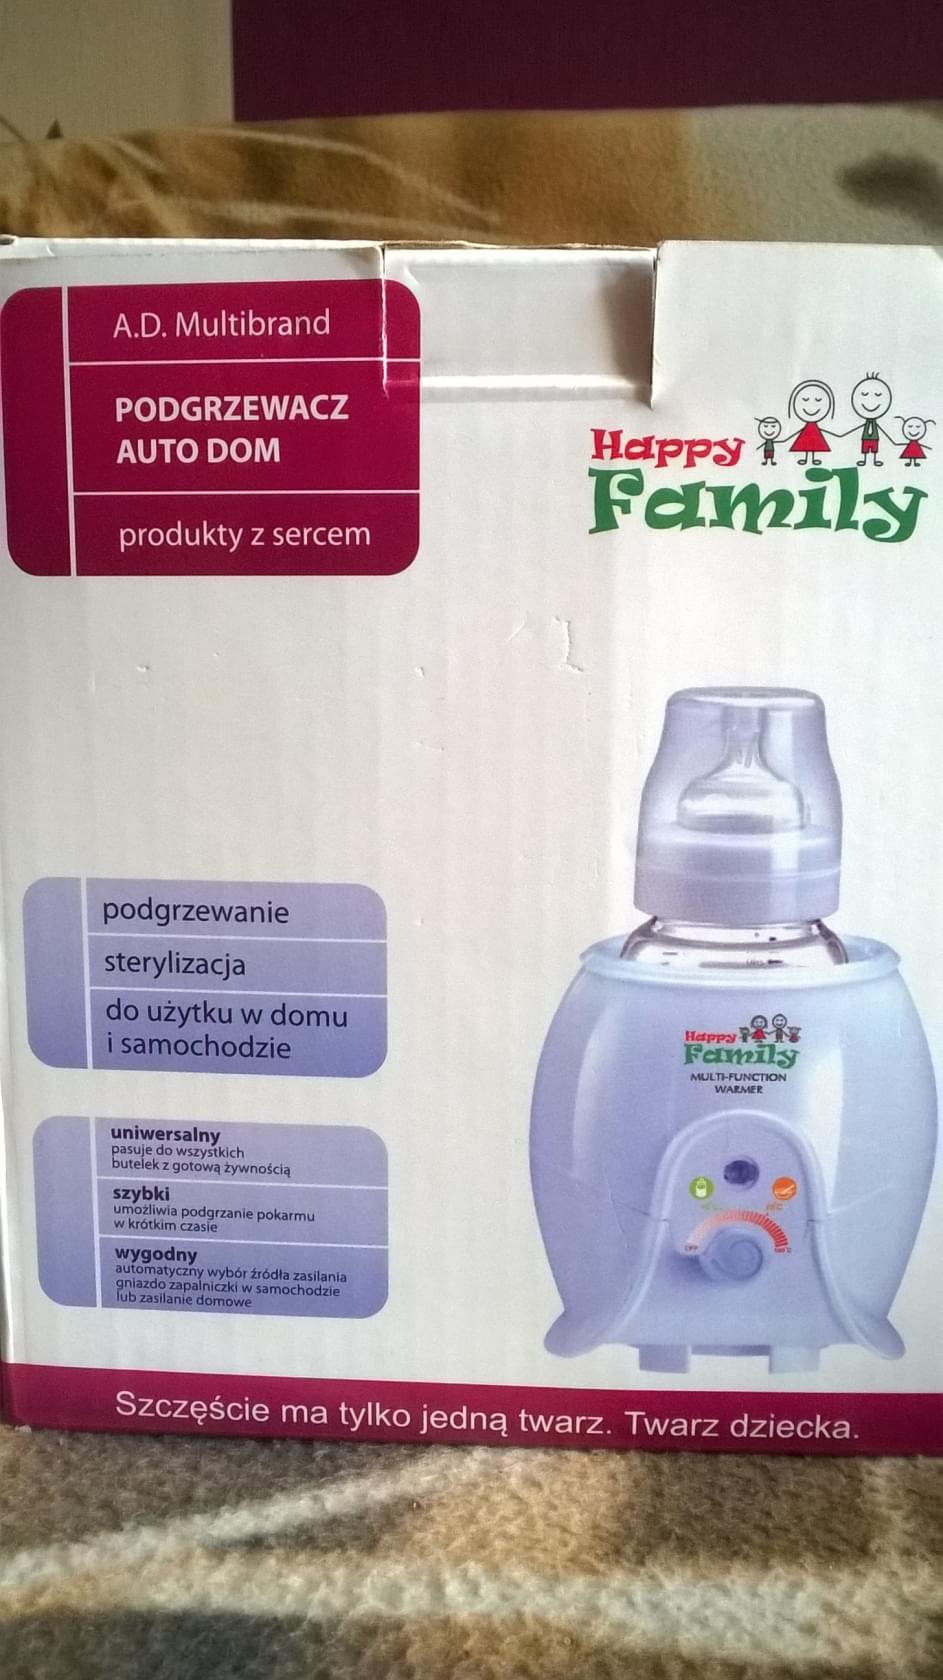 A.D. Multibrand
PODGRZEWACZ
AUTO DOM
produkty z sercem
Happy
Family
podgrzewanie
sterylizacja
do użytku w domu
i samochodzie
uniwersalny
pasuje do wszystkich
butelek z gotową żywnością
szybki
umożliwia podgrzanie pokarmu
w krótkim czasie
wygodny
automatyczny wybór źródła zasilania
gniazdo zapalniczki w samochodzie
lub zasilanie domowe
Happy
Family
MULTI-FUNCTION
WARMER
OFF
100°C
Szczęście ma tylko jedną twarz. Twarz dziecka.